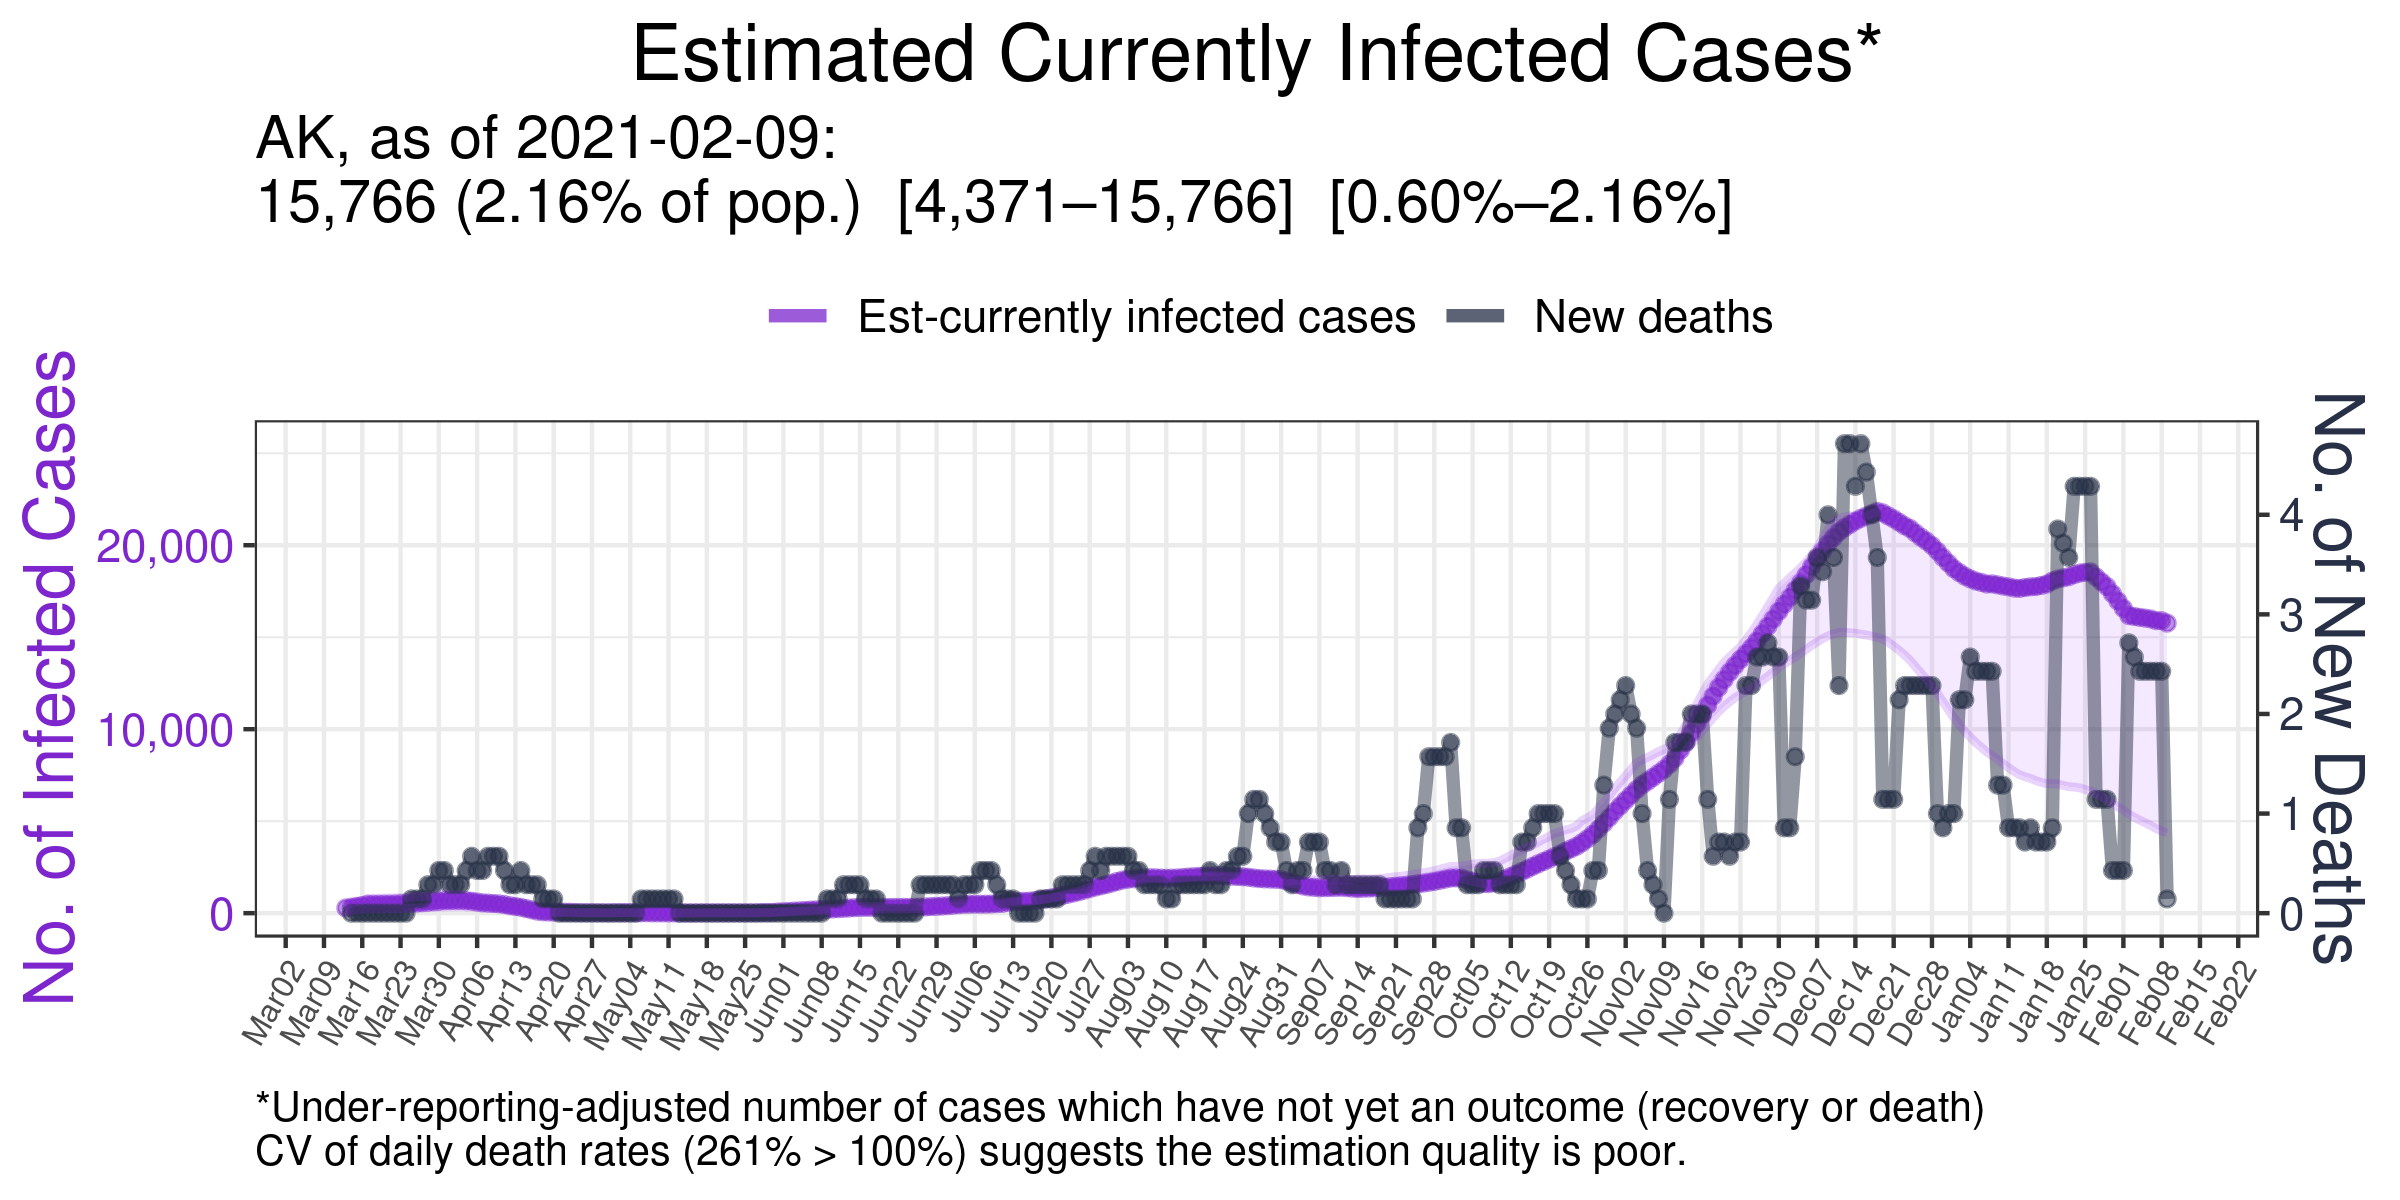 Estimated Currently Infected Cases*
AK, as of 2021-02-09:
15,766 (2.16% of pop.) [4,371–15,766] [0.60%–2.16%]
Est-currently infected cases New deaths
No. of Infected Cases
20,000
10,000
0
4
3
2
1
0
No. of New Deaths
Mar02 Mar09 Mar16 Mar23 Mar30 Apr06 Apr13 Apr20 Apr27 May04 May11 May18 May25 Jun01 Jun08 Jun15 Jun22 Jun29 Jul06 Jul13 Jul20 Jul27 Aug03 Aug10 Aug17 Aug24 Aug31 Sep07 Sep14 Sep21 Sep28 Oct05 Oct12 Oct19 Oct26 Nov02 Nov09 Nov16 Nov23 Nov30 Dec07 Dec14 Dec21 Dec28 Jan04 Jan11 Jan18 Jan25 Feb01 Feb08 Feb15 Feb22
*Under-reporting-adjusted number of cases which have not yet an outcome (recovery or death)
CV of daily death rates (261% > 100%) suggests the estimation quality is poor.